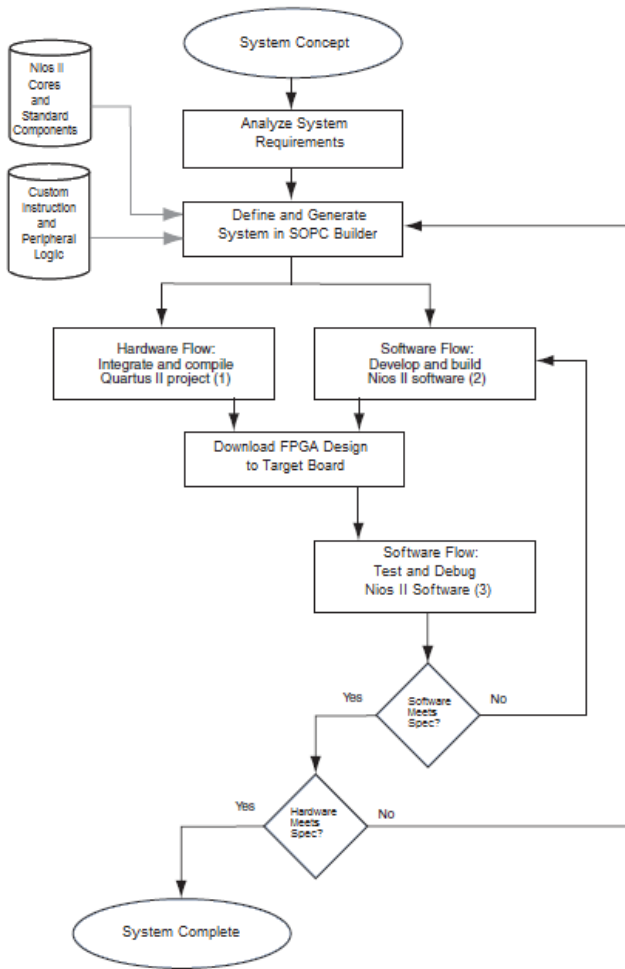 System Concept
Nios II
Cores
and
Standard
Components
Analyze System
Requirements
Custom
Instruction
and
Peripheral
Logic
Define and Generate
System in SOPC Builder
Hardware Flow:
Integrate and compile
Quartus II project (1)
Software Flow:
Develop and build
Nios II software (2)
Download FPGA Design
to Target Board
Software Flow:
Test and Debug
Nios II Software (3)
Yes
Software
Meets
Spec?
No
Yes
Hardware
Meets
Spec?
No
System Complete